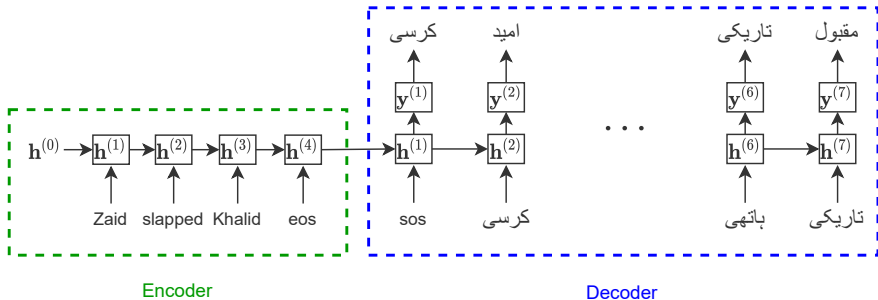 کرسی امید تاریکی مقبول
y(1) y(2) y(6) y(7)
h(0) h(1) h(2) h(3) h(4) h(1) h(2) . . . h(6) h(7)
Zaid slapped Khalid eos sos کرسی ہاتھی تاریکی
Encoder Decoder